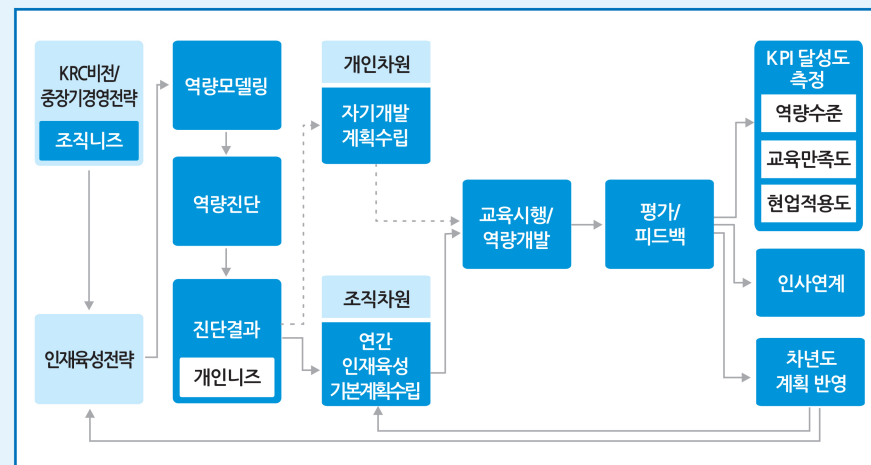 KRC비전/
중장기경영전략
조직니즈
인재육성전략
역량모델링
역량진단
진단결과
개인니즈
개인차원
자기개발
계획수립
조직차원
연간
인재육성
기본계획수립
교육시행/
역량개발
평가/
피드백
KPI 달성도
측정
역량수준
교육만족도
현업적용도
인사연계
차년도
계획 반영